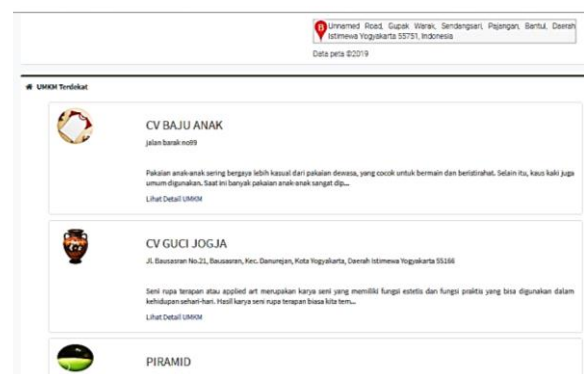 B
Unnamed Road, Gupak Warak, Sendangsari, Pajangan, Bantul, Daerah
Istimewa Yogyakarta 55751, Indonesia
Data peta ©2019
UMKM Terdekat
CV BAJU ANAK
jalan barak no99
Pakaian anak-anak sering bergaya lebih kasual dari pakaian dewasa, yang cocok untuk bermain dan beristirahat. Selain itu, kaus kaki juga
umum digunakan. Saat ini banyak pakaian anak-anak sangat dip...
Lihat Detail UMKM
CV GUCI JOGJA
Jl. Bausasran No.21, Bausasran, Kec. Danurejan, Kota Yogyakarta, Daerah Istimewa Yogyakarta 55166
Seni rupa terapan atau applied art merupakan karya seni yang memiliki fungsi estetis dan fungsi praktis yang bisa digunakan dalam
kehidupan sehari-hari. Hasil karya seni rupa terapan biasa kita tem...
Lihat Detail UMKM
PIRAMID